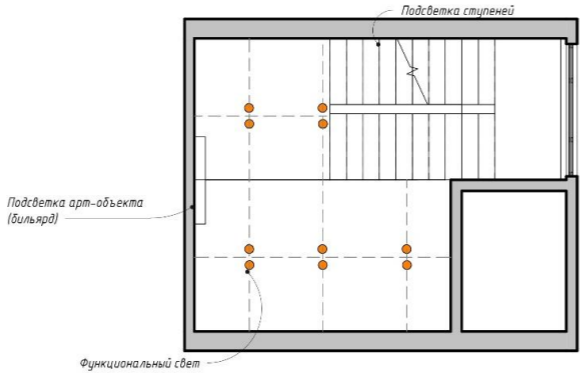 Подсветка ступеней
Подсветка арт-объекта
(бильярд)
Функциональный свет